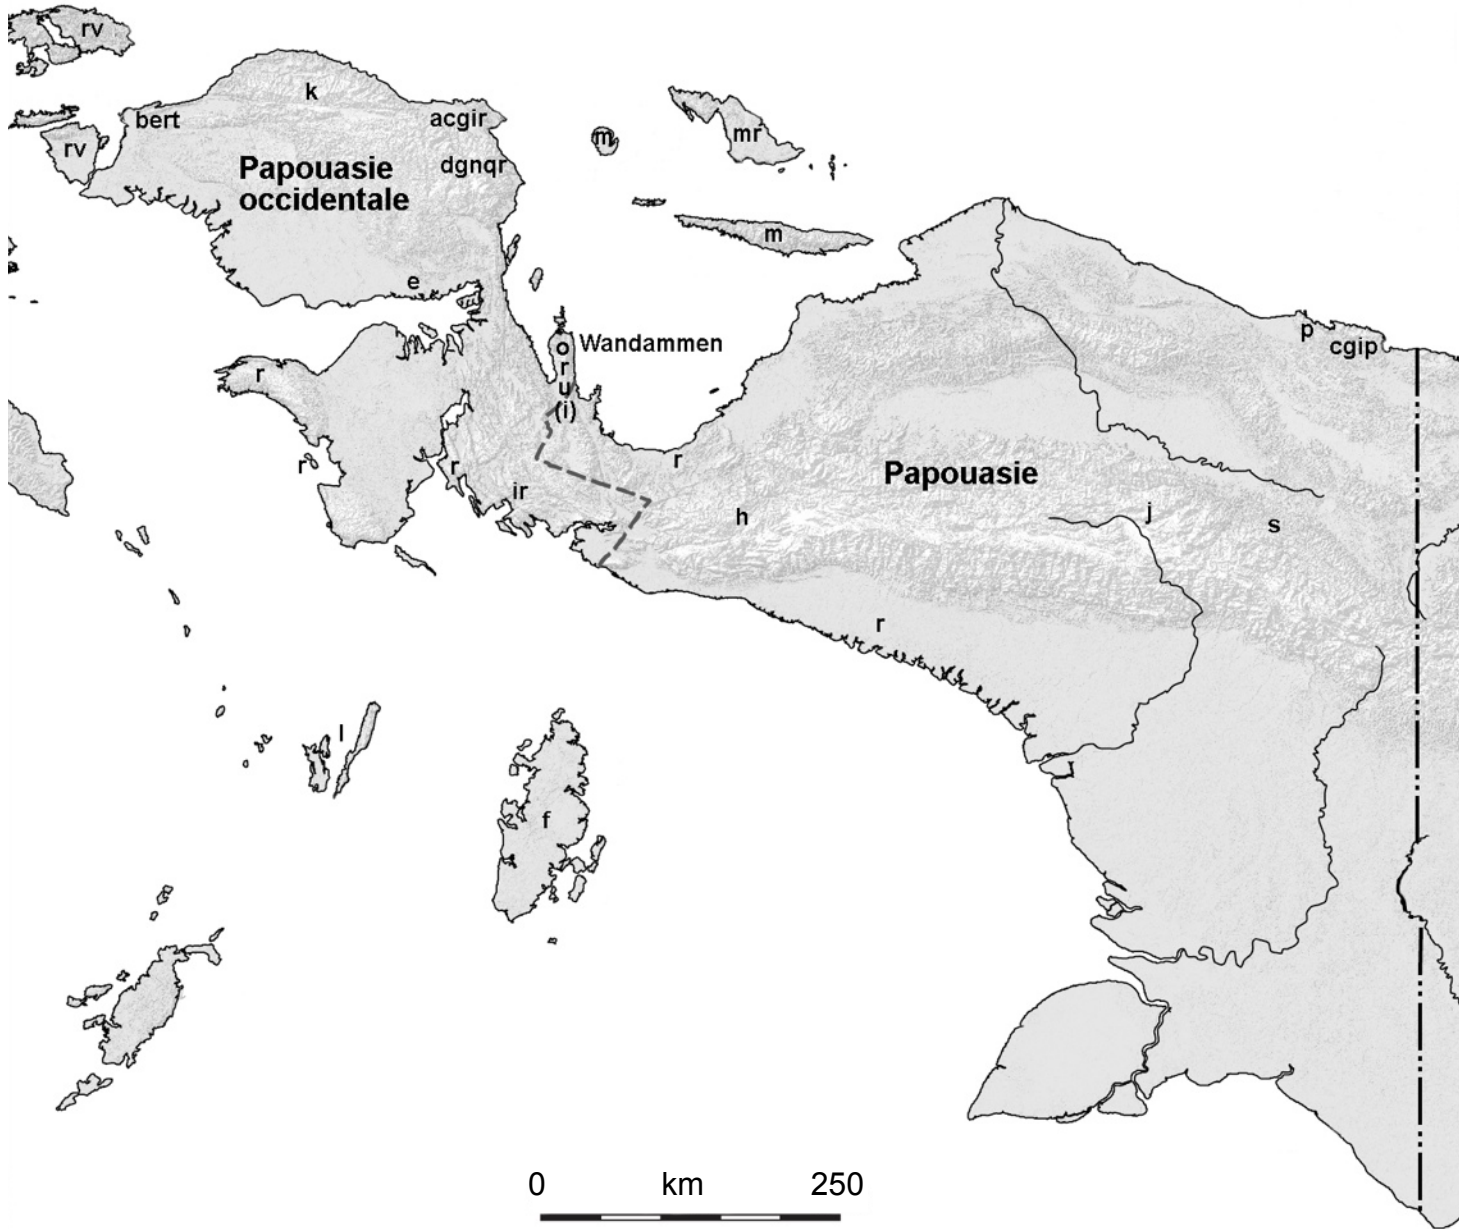 rv
k
bert
acgir
m
mr
rv
Papouasie
occidentale
dgnqr
m
e
p
cgip
o
Wandammen
r
r
u
(i)
r
r
r
Papouasie
ir
h
j
s
r
l
f
0 km 250